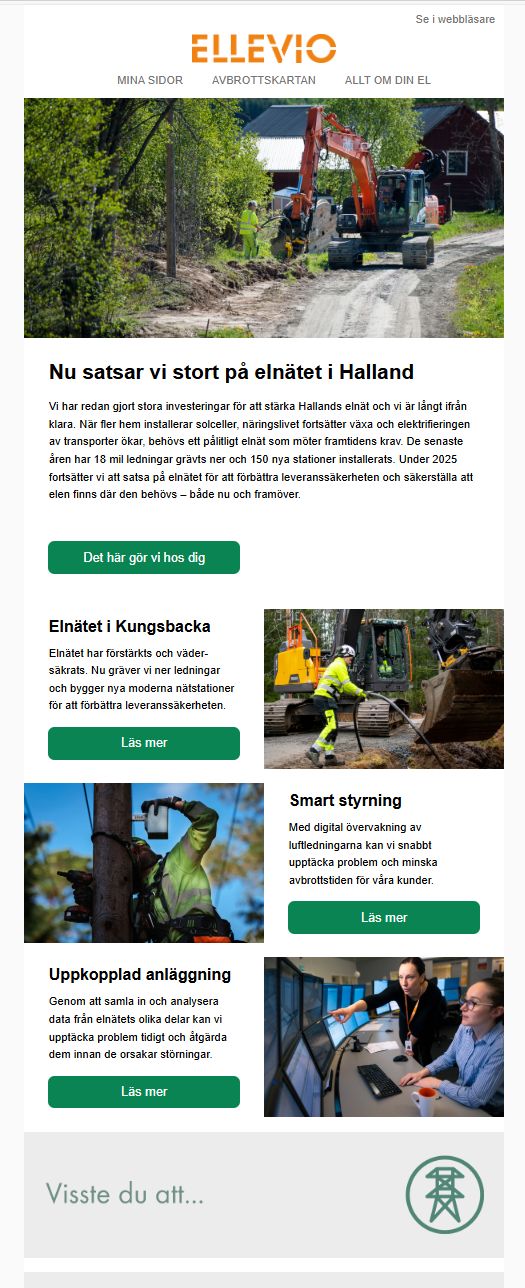 Se i webbläsare
ELLEVIO
MINA SIDOR AVBROTTSKARTAN ALLT OM DIN EL
Nu satsar vi stort på elnätet i Halland
Vi har redan gjort stora investeringar för att stärka Hallands elnät och vi är långt ifrån
klara. När fler hem installerar solceller, näringslivet fortsätter växa och elektrifieringen
av transporter ökar, behövs ett pålitligt elnät som möter framtidens krav. De senaste
åren har 18 mil ledningar grävts ner och 150 nya stationer installerats. Under 2025
fortsätter vi att satsa på elnätet för att förbättra leveranssäkerheten och säkerställa att
elen finns där den behövs – både nu och framöver.
Det här gör vi hos dig
Elnätet i Kungsbacka
Elnätet har förstärkts och väder-
säkrats. Nu gräver vi ner ledningar
och bygger nya moderna nätstationer
för att förbättra leveranssäkerheten.
Läs mer
Smart styrning
Med digital övervakning av
luftledningarna kan vi snabbt
upptäcka problem och minska
avbrottstiden för våra kunder.
Läs mer
Uppkopplad anläggning
Genom att samla in och analysera
data från elnätets olika delar kan vi
upptäcka problem tidigt och åtgärda
dem innan de orsakar störningar.
Läs mer
Visste du att...